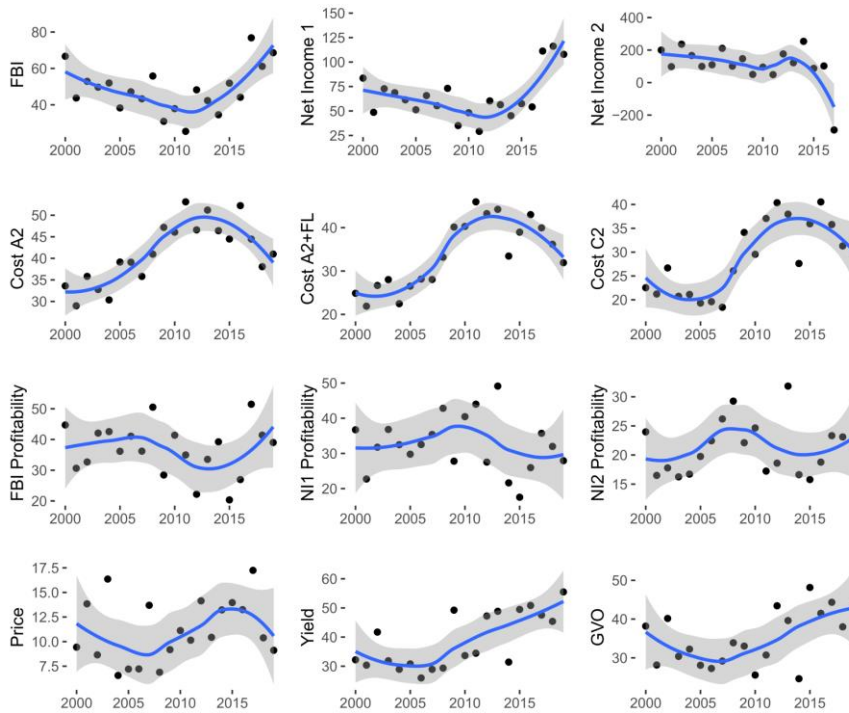 FBI
80
60
40
2000 2005 2010 2015
Net Income 1
150
125
100
75
50
25
2000 2005 2010 2015
Net Income 2
400
200
0
−200
2000 2005 2010 2015
Cost A2
50
45
40
35
30
2000 2005 2010 2015
Cost A2+FL
40
30
20
2000 2005 2010 2015
Cost C2
40
35
30
25
20
2000 2005 2010 2015
FBI Profitability
50
40
30
20
2000 2005 2010 2015
NI1 Profitability
50
40
30
20
2000 2005 2010 2015
NI2 Profitability
30
25
20
15
2000 2005 2010 2015
Price
17.5
15.0
12.5
10.0
7.5
2000 2005 2010 2015
Yield
60
50
40
30
2000 2005 2010 2015
GVO
50
40
30
2000 2005 2010 2015